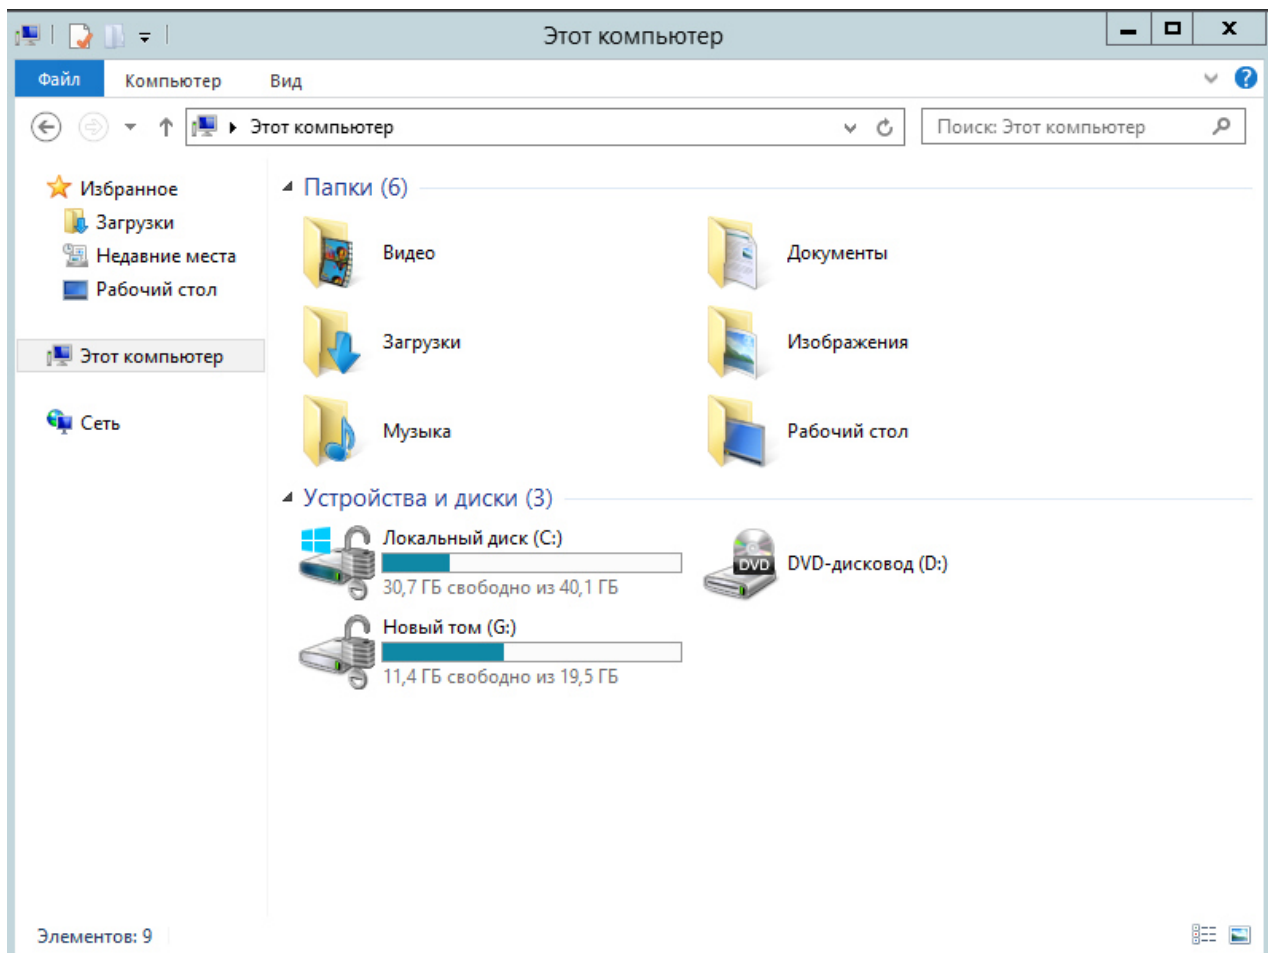 Этот компьютер
Файл Компьютер Вид
Этот компьютер
Поиск: Этот компьютер
Избранное
Загрузки
Недавние места
Рабочий стол
Этот компьютер
Сеть
Папки (6)
Видео
Документы
Загрузки
Изображения
Музыка
Рабочий стол
Устройства и диски (3)
Локальный диск (C:)
30,7 ГБ свободно из 40,1 ГБ
DVD
DVD-дисковод (D:)
Новый том (G:)
11,4 ГБ свободно из 19,5 ГБ
Элементов: 9